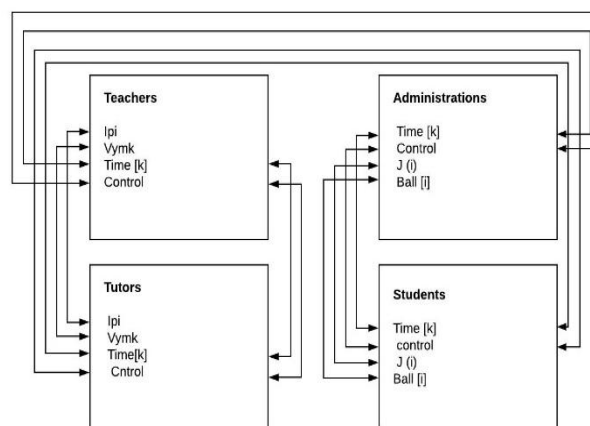 Teachers
Ipi
Vymk
Time [k]
Control
Administrations
Time [k]
Control
J (i)
Ball [i]
Tutors
Ipi
Vymk
Time[k]
Cntrol
Students
Time [k]
control
J (i)
Ball [i]